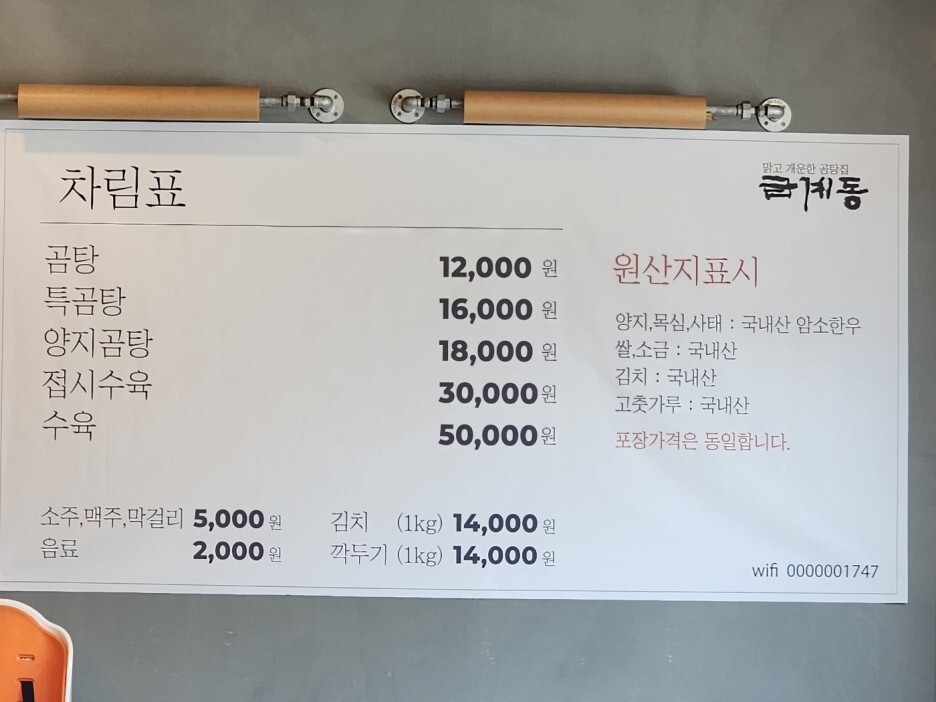 차림표
맑고 개운한 곰탕집
금계동
곰탕 12,000 원
특곰탕 16,000 원
양지곰탕 18,000 원
접시수육 30,000 원
수육 50,000 원
원산지표시
양지,목심,사태 : 국내산 암소한우
쌀,소금 : 국내산
김치 : 국내산
고춧가루 : 국내산
포장가격은 동일합니다.
소주,맥주,막걸리 5,000 원
음료 2,000 원
김치 (1kg) 14,000 원
깍두기 (1kg) 14,000 원
wifi 0000001747